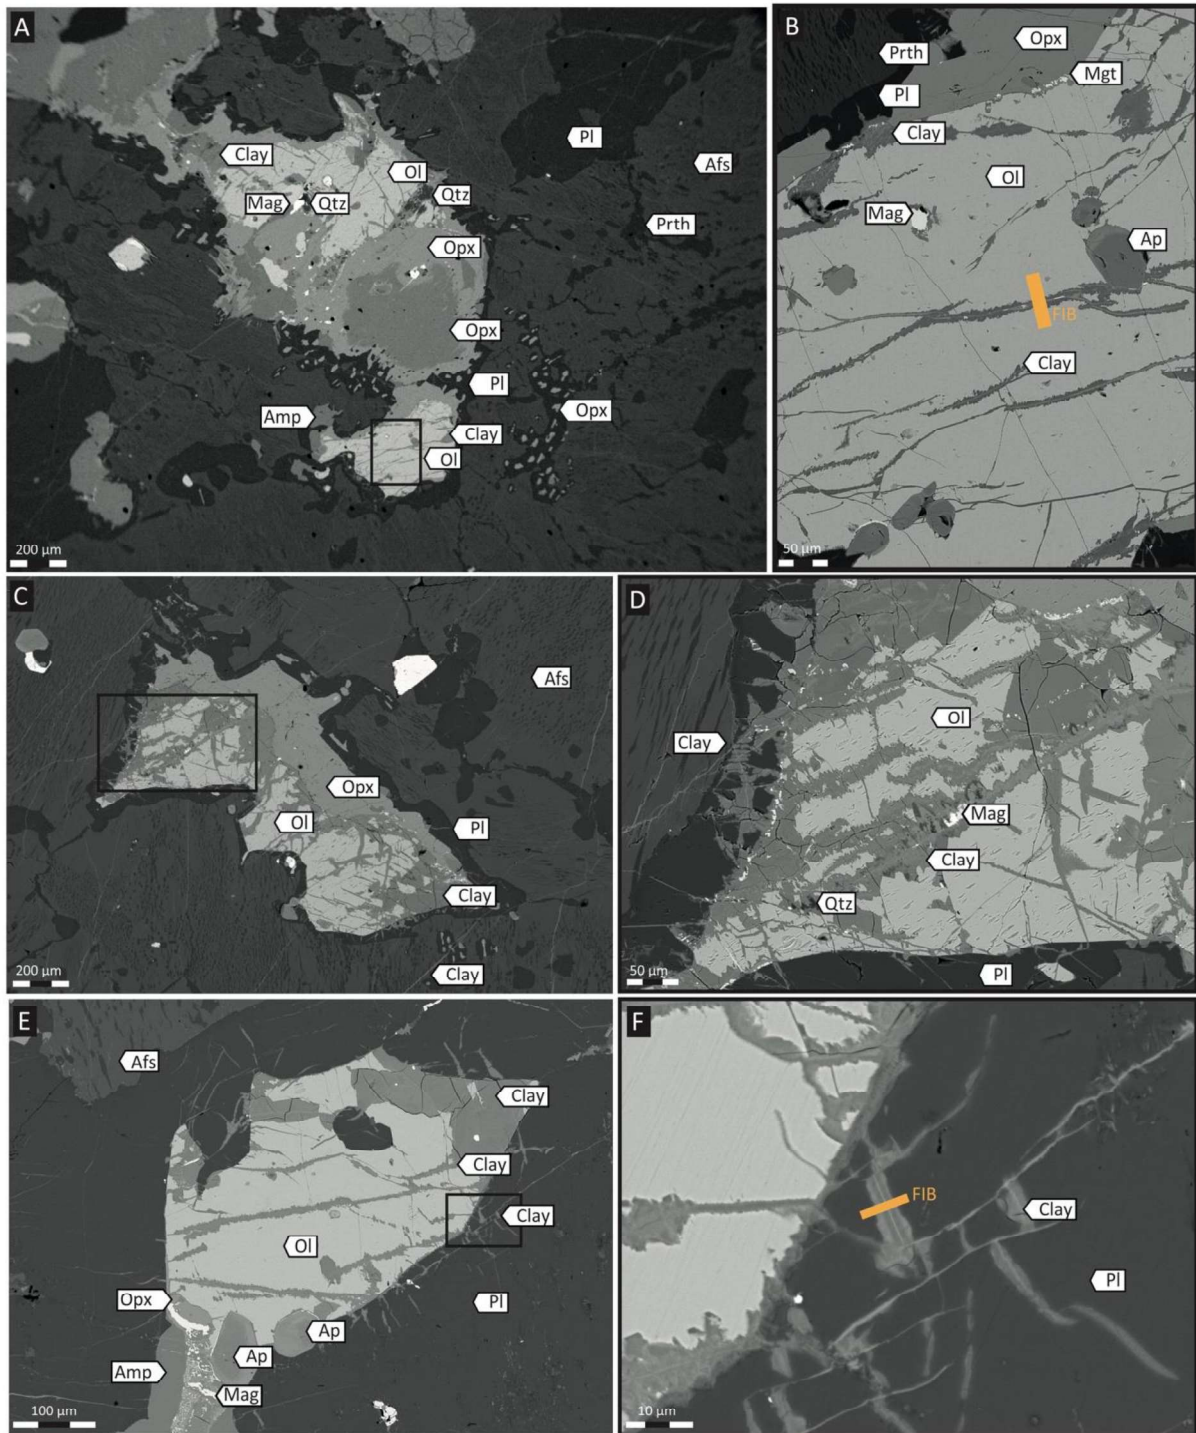 A
Clay
Pl
Ol
Afs
Mag
Qtz
Qtz
Prth
Opx
Opx
Pl
Amp
Opx
Clay
Ol
200 µm
B
Opx
Prth
Mgt
Pl
Clay
Ol
Mag
Ap
FIB
Clay
50 µm
C
Afs
Opx
Ol
Pl
Clay
Clay
200 µm
D
Ol
Clay
Mag
Clay
Qtz
Pl
50 µm
E
Afs
Clay
Clay
Clay
Ol
Opx
Pl
Ap
Ap
Amp
Mag
100 µm
F
FIB
Clay
Pl
10 µm